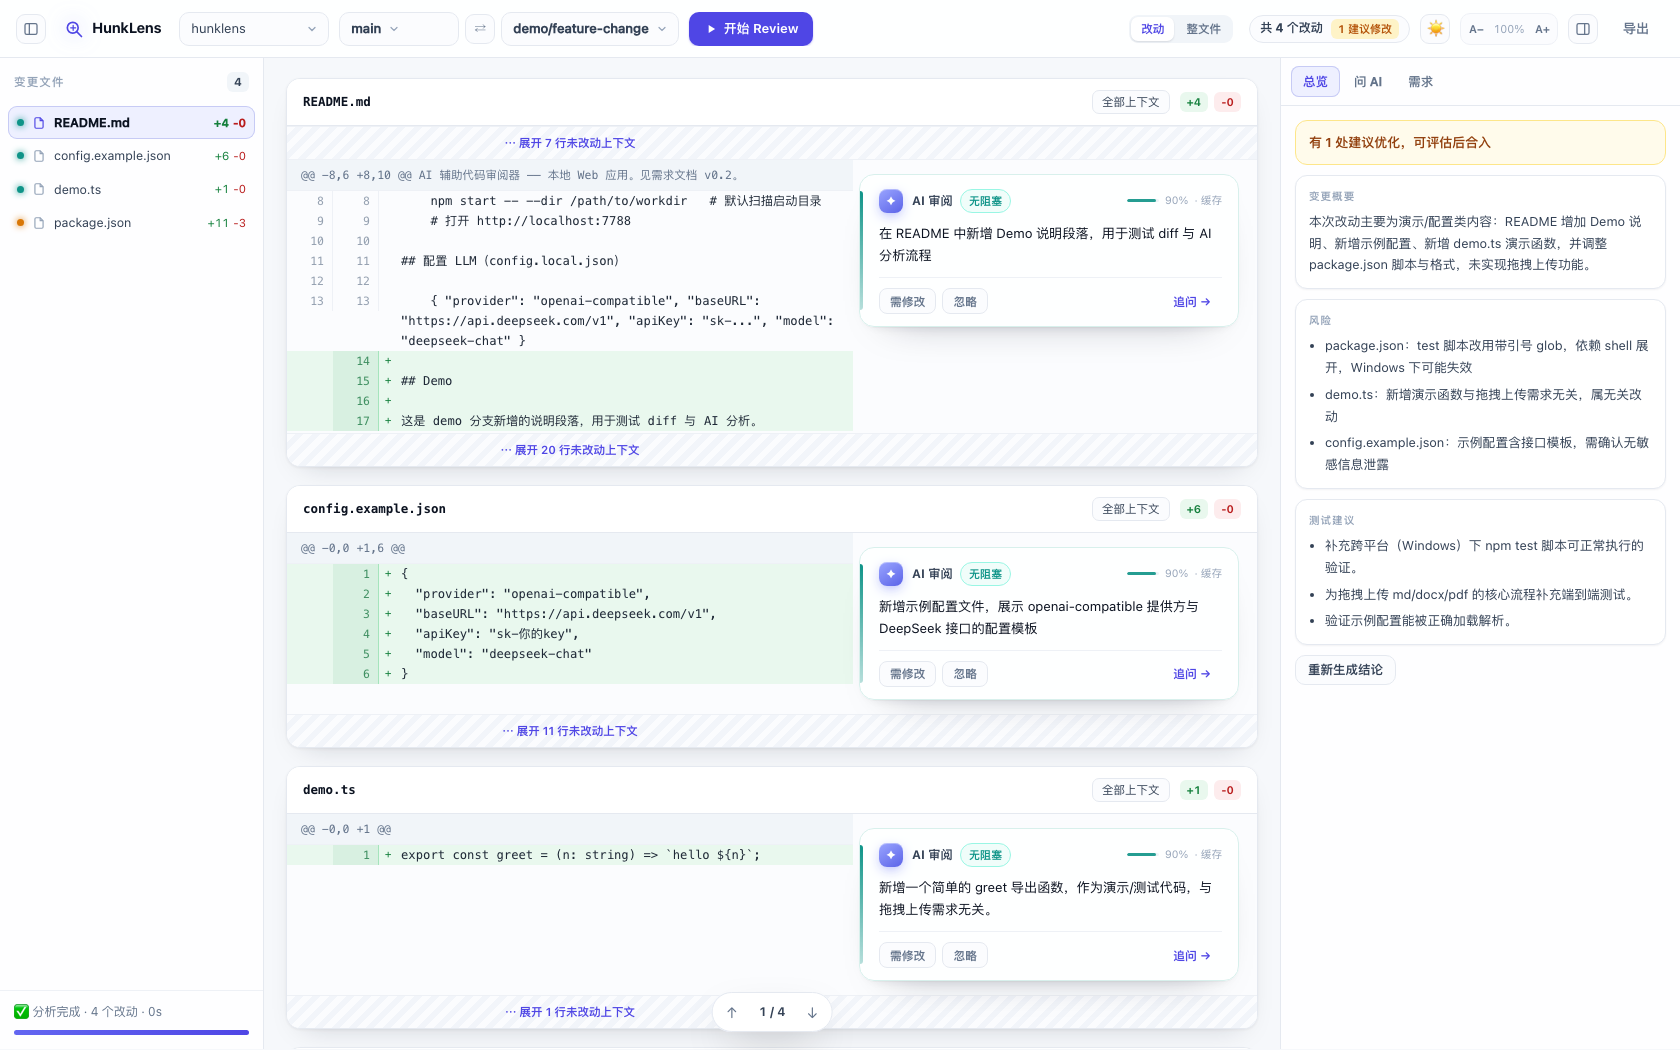 HunkLens
hunklens
main
demo/feature-change
开始 Review
改动
整文件
共 4 个改动
1 建议修改
A−
100%
A+
导出
变更文件
4
README.md +4 -0
config.example.json +6 -0
demo.ts +1 -0
package.json +11 -3
✅ 分析完成 · 4 个改动 · 0s
README.md
全部上下文
+4 -0
··· 展开 7 行未改动上下文
@@ −8,6 +8,10 @@ AI 辅助代码审阅器 —— 本地 Web 应用。见需求文档 v0.2。
8 8 npm start -- --dir /path/to/workdir # 默认扫描启动目录
9 9 # 打开 http://localhost:7788
10 10
11 11 ## 配置 LLM（config.local.json）
12 12
13 13 { "provider": "openai-compatible", "baseURL":
"https://api.deepseek.com/v1", "apiKey": "sk-...", "model":
"deepseek-chat" }
14 +
15 + ## Demo
16 +
17 + 这是 demo 分支新增的说明段落，用于测试 diff 与 AI 分析。
AI 审阅 无阻塞 90% · 缓存
在 README 中新增 Demo 说明段落，用于测试 diff 与 AI
分析流程
需修改 忽略 追问 →
··· 展开 20 行未改动上下文
config.example.json
全部上下文
+6 -0
@@ −0,0 +1,6 @@
1 + {
2 + "provider": "openai-compatible",
3 + "baseURL": "https://api.deepseek.com/v1",
4 + "apiKey": "sk-你的key",
5 + "model": "deepseek-chat"
6 + }
AI 审阅 无阻塞 90% · 缓存
新增示例配置文件，展示 openai-compatible 提供方与
DeepSeek 接口的配置模板
需修改 忽略 追问 →
··· 展开 11 行未改动上下文
demo.ts
全部上下文
+1 -0
@@ −0,0 +1 @@
1 + export const greet = (n: string) => `hello ${n}`;
AI 审阅 无阻塞 90% · 缓存
新增一个简单的 greet 导出函数，作为演示/测试代码，与
拖拽上传需求无关。
需修改 忽略 追问 →
··· 展开 1 行未改动上下文
↑ 1 / 4 ↓
总览
问 AI
需求
有 1 处建议优化，可评估后合入
变更概要
本次改动主要为演示/配置类内容：README 增加 Demo 说
明、新增示例配置、新增 demo.ts 演示函数，并调整
package.json 脚本与格式，未实现拖拽上传功能。
风险
• package.json：test 脚本改用带引号 glob，依赖 shell 展
开，Windows 下可能失效
• demo.ts：新增演示函数与拖拽上传需求无关，属无关改
动
• config.example.json：示例配置含接口模板，需确认无敏
感信息泄露
测试建议
• 补充跨平台（Windows）下 npm test 脚本可正常执行的
验证。
• 为拖拽上传 md/docx/pdf 的核心流程补充端到端测试。
• 验证示例配置能被正确加载解析。
重新生成结论